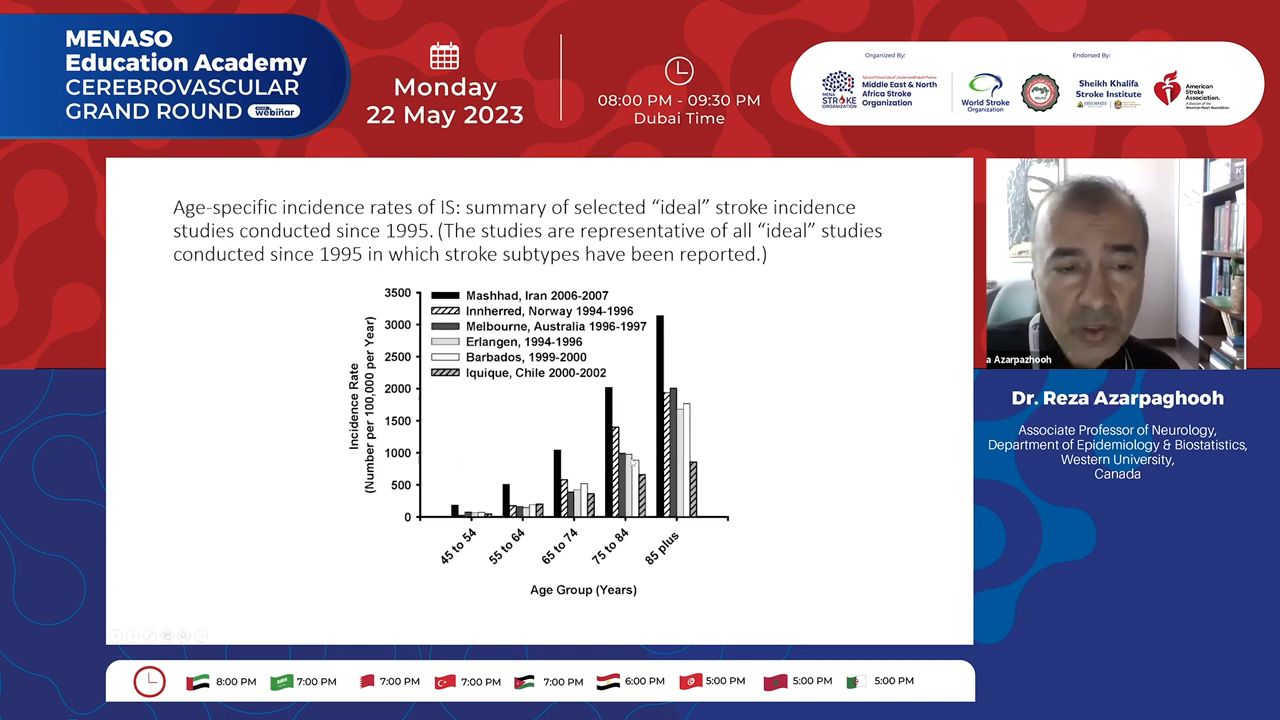 MENASO
Education Academy
CEREBROVASCULAR
GRAND ROUND
webinar
Monday
22 May 2023
08:00 PM - 09:30 PM
Dubai Time
Organized By:
MENA
STROKE
ORGANIZATION
Middle East & North
Africa Stroke
Organization
World Stroke
Organization
Endorsed By:
Sheikh Khalifa
Stroke Institute
American
Stroke
Association.
Age-specific incidence rates of IS: summary of selected “ideal” stroke incidence
studies conducted since 1995. (The studies are representative of all “ideal” studies
conducted since 1995 in which stroke subtypes have been reported.)
Incidence Rate
(Number per 100,000 per Year)
3500
3000
2500
2000
1500
1000
500
0
Mashhad, Iran 2006-2007
Innherred, Norway 1994-1996
Melbourne, Australia 1996-1997
Erlangen, 1994-1996
Barbados, 1999-2000
Iquique, Chile 2000-2002
45 to 54
55 to 64
65 to 74
75 to 84
85 plus
Age Group (Years)
a Azarpazhooh
Dr. Reza Azarpaghooh
Associate Professor of Neurology,
Department of Epidemiology & Biostatistics,
Western University,
Canada
8:00 PM
7:00 PM
7:00 PM
7:00 PM
7:00 PM
6:00 PM
5:00 PM
5:00 PM
5:00 PM